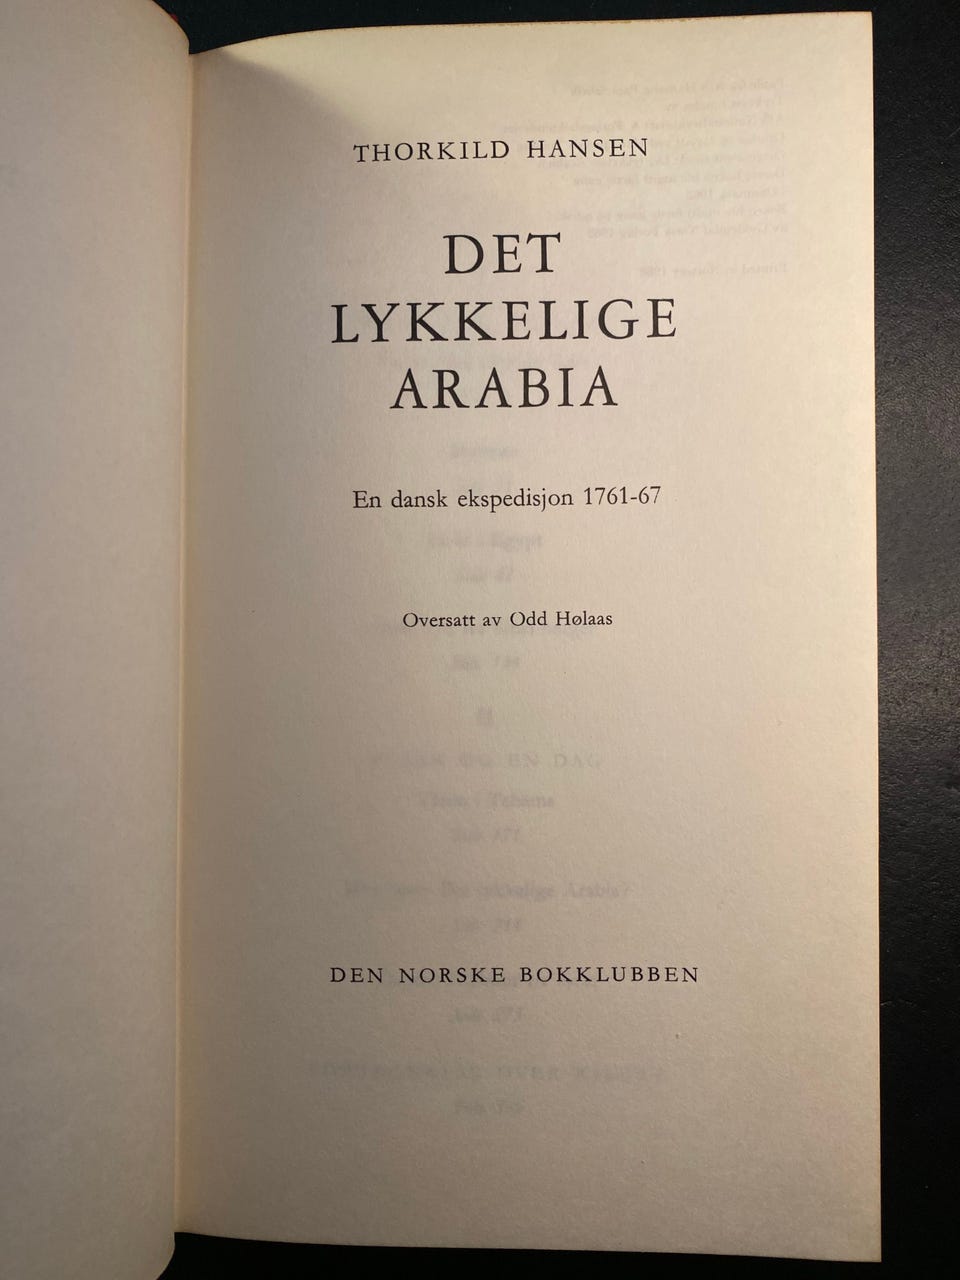 THORKILD HANSEN
DET
LYKKELIGE
ARABIA
En dansk ekspedisjon 1761-67
Oversatt av Odd Hølaas
DEN NORSKE BOKKLUBBEN